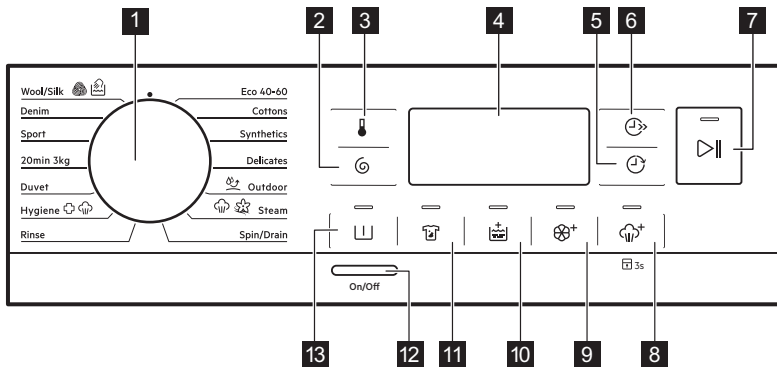 1
2
3
4
5
6
7
Wool/Silk
Denim
Sport
20min 3kg
Duvet
Hygiene
Rinse
Eco 40-60
Cottons
Synthetics
Delicates
Outdoor
Steam
Spin/Drain
3s
On/Off
13
12
11
10
9
8